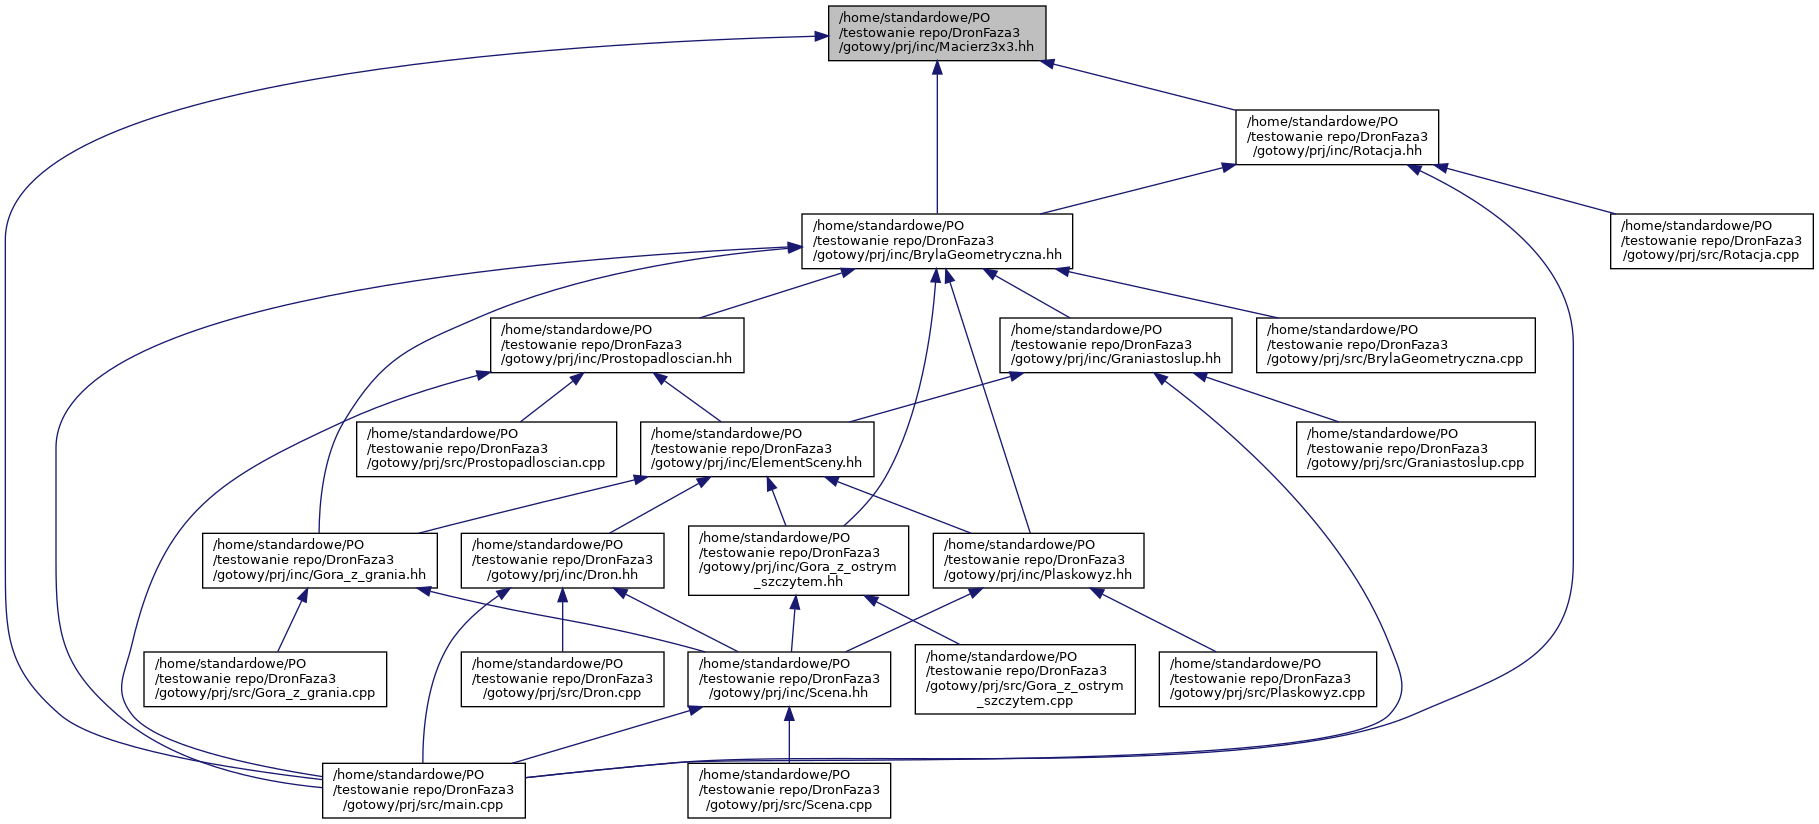 /home/standardowe/PO
/testowanie repo/DronFaza3
/gotowy/prj/inc/Macierz3x3.hh
/home/standardowe/PO
/testowanie repo/DronFaza3
/gotowy/prj/inc/Rotacja.hh
/home/standardowe/PO
/testowanie repo/DronFaza3
/gotowy/prj/inc/BrylaGeometryczna.hh
/home/standardowe/PO
/testowanie repo/DronFaza3
/gotowy/prj/src/Rotacja.cpp
/home/standardowe/PO
/testowanie repo/DronFaza3
/gotowy/prj/inc/Prostopadloscian.hh
/home/standardowe/PO
/testowanie repo/DronFaza3
/gotowy/prj/inc/Graniastoslup.hh
/home/standardowe/PO
/testowanie repo/DronFaza3
/gotowy/prj/src/BrylaGeometryczna.cpp
/home/standardowe/PO
/testowanie repo/DronFaza3
/gotowy/prj/src/Prostopadloscian.cpp
/home/standardowe/PO
/testowanie repo/DronFaza3
/gotowy/prj/inc/ElementSceny.hh
/home/standardowe/PO
/testowanie repo/DronFaza3
/gotowy/prj/src/Graniastoslup.cpp
/home/standardowe/PO
/testowanie repo/DronFaza3
/gotowy/prj/inc/Gora_z_grania.hh
/home/standardowe/PO
/testowanie repo/DronFaza3
/gotowy/prj/inc/Dron.hh
/home/standardowe/PO
/testowanie repo/DronFaza3
/gotowy/prj/inc/Gora_z_ostrym
_szczytem.hh
/home/standardowe/PO
/testowanie repo/DronFaza3
/gotowy/prj/inc/Plaskowyz.hh
/home/standardowe/PO
/testowanie repo/DronFaza3
/gotowy/prj/src/Gora_z_grania.cpp
/home/standardowe/PO
/testowanie repo/DronFaza3
/gotowy/prj/src/Dron.cpp
/home/standardowe/PO
/testowanie repo/DronFaza3
/gotowy/prj/inc/Scena.hh
/home/standardowe/PO
/testowanie repo/DronFaza3
/gotowy/prj/src/Gora_z_ostrym
_szczytem.cpp
/home/standardowe/PO
/testowanie repo/DronFaza3
/gotowy/prj/src/Plaskowyz.cpp
/home/standardowe/PO
/testowanie repo/DronFaza3
/gotowy/prj/src/main.cpp
/home/standardowe/PO
/testowanie repo/DronFaza3
/gotowy/prj/src/Scena.cpp